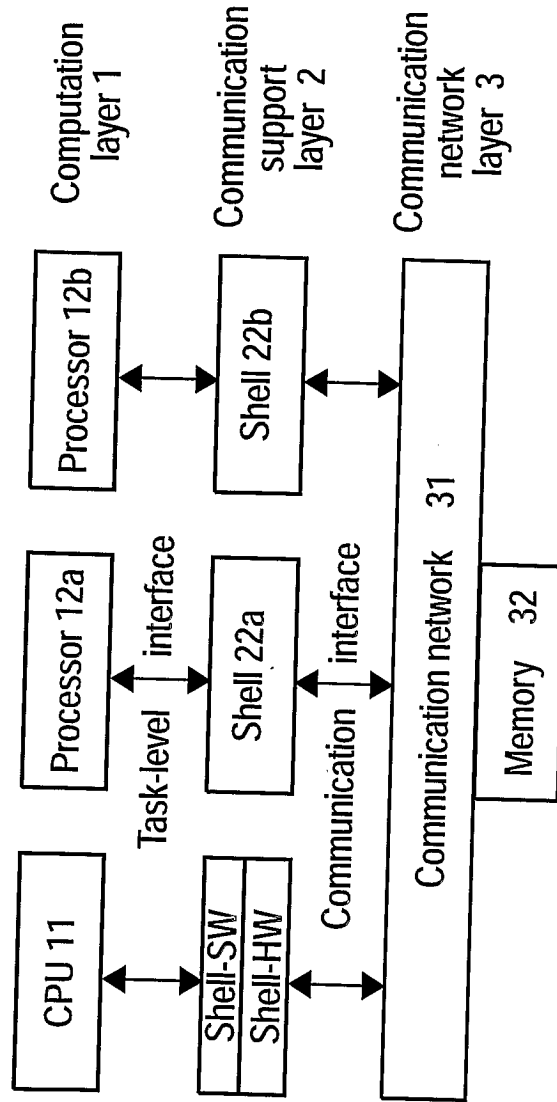 CPU 11
Processor 12a
Processor 12b
Computation
layer 1
Task-level interface
Shell-SW
Shell-HW
Shell 22a
Shell 22b
Communication
support
layer 2
Communication interface
Communication network 31
Communication
network
layer 3
Memory 32